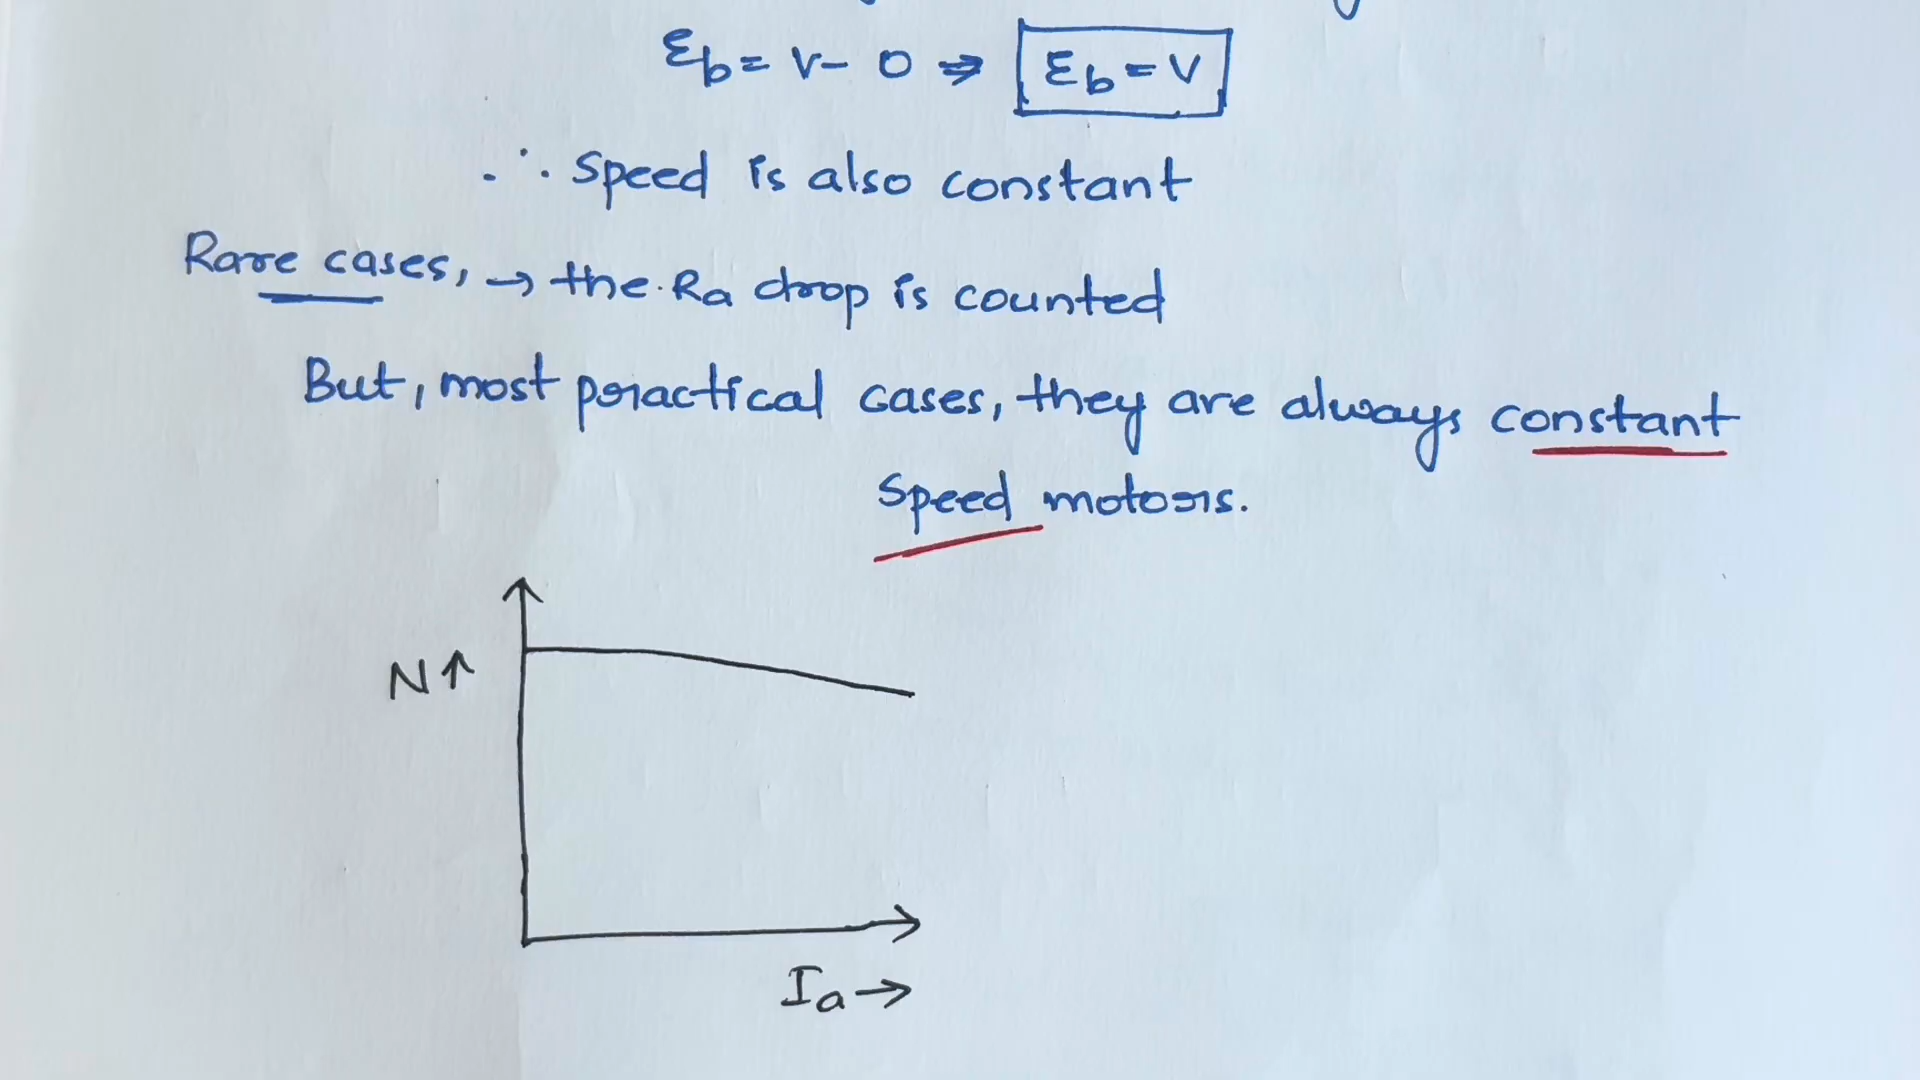 Eb = V - 0 ⇒ Eb = V
∴ Speed is also constant
Rare cases, → the Ra drop is counted
But, most practical cases, they are always constant
Speed motors.
N↑
Ia→